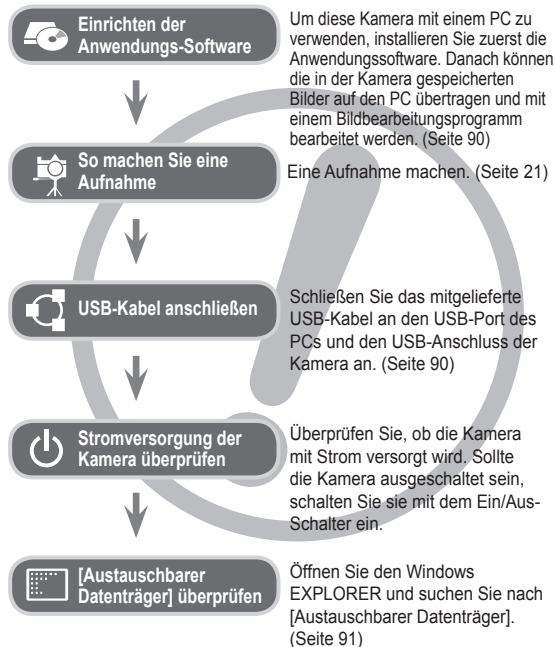 Einrichten der
Anwendungs-Software
Um diese Kamera mit einem PC zu
verwenden, installieren Sie zuerst die
Anwendungssoftware. Danach können
die in der Kamera gespeicherten
Bilder auf den PC übertragen und mit
einem Bildbearbeitungsprogramm
bearbeitet werden. (Seite 90)
So machen Sie eine
Aufnahme
Eine Aufnahme machen. (Seite 21)
USB-Kabel anschließen
Schließen Sie das mitgelieferte
USB-Kabel an den USB-Port des
PCs und den USB-Anschluss der
Kamera an. (Seite 90)
Stromversorgung der
Kamera überprüfen
Überprüfen Sie, ob die Kamera
mit Strom versorgt wird. Sollte
die Kamera ausgeschaltet sein,
schalten Sie sie mit dem Ein/Aus-
Schalter ein.
[Austauschbarer
Datenträger] überprüfen
Öffnen Sie den Windows
EXPLORER und suchen Sie nach
[Austauschbarer Datenträger].
(Seite 91)